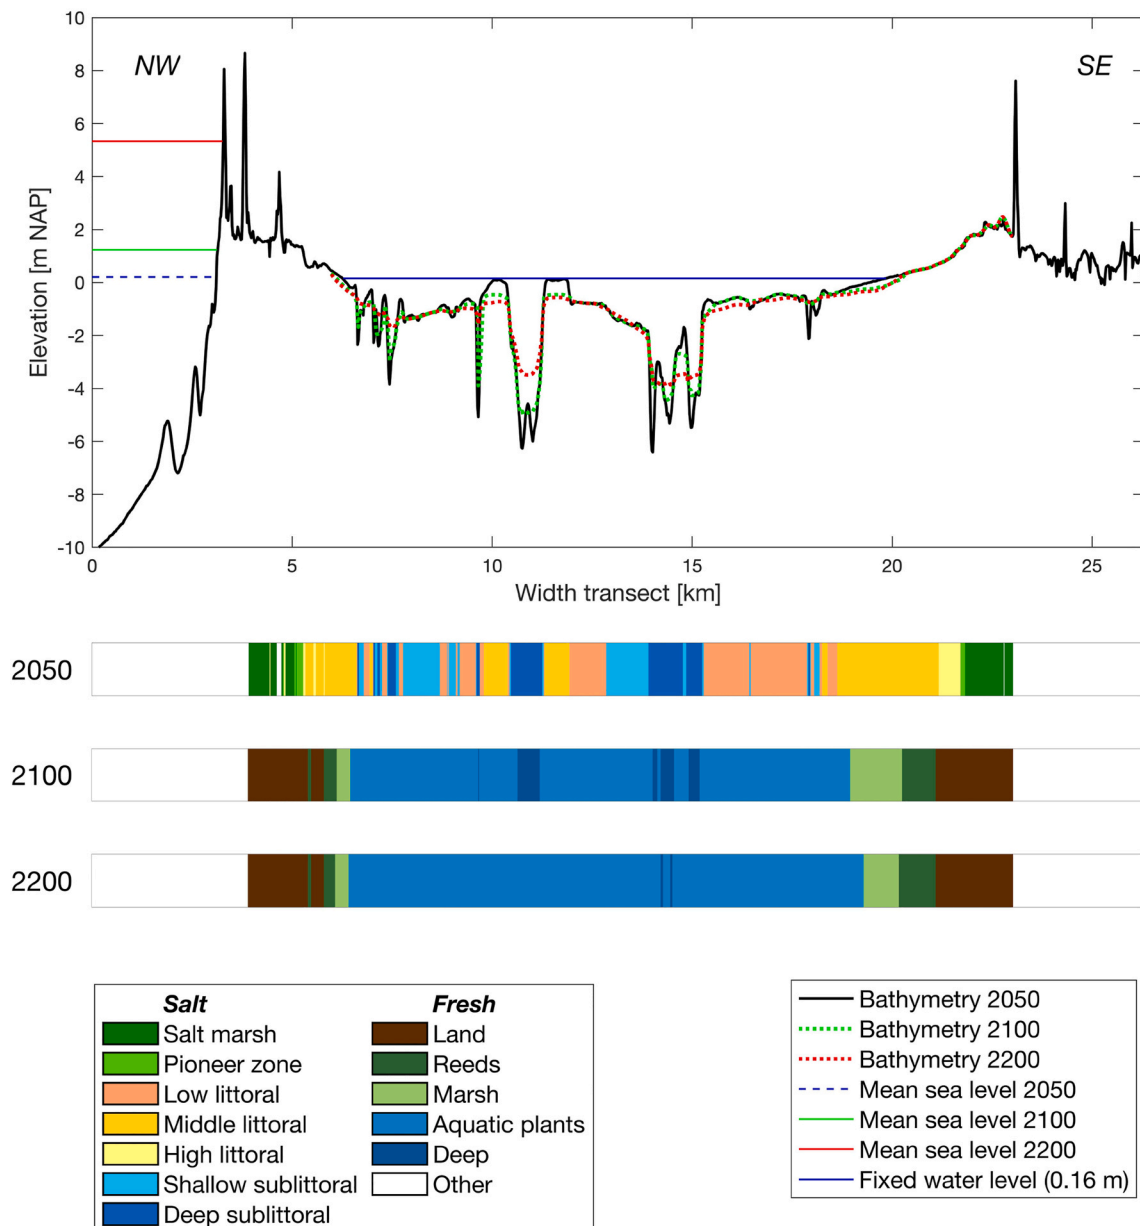 10
8
6
4
2
0
-2
-4
-6
-8
-10
Elevation [m NAP]
NW
SE
0
5
10
15
20
25
Width transect [km]
2050
2100
2200
Salt
Fresh
Salt marsh
Land
Pioneer zone
Reeds
Low littoral
Marsh
Middle littoral
Aquatic plants
High littoral
Deep
Shallow sublittoral
Other
Deep sublittoral
Bathymetry 2050
Bathymetry 2100
Bathymetry 2200
Mean sea level 2050
Mean sea level 2100
Mean sea level 2200
Fixed water level (0.16 m)